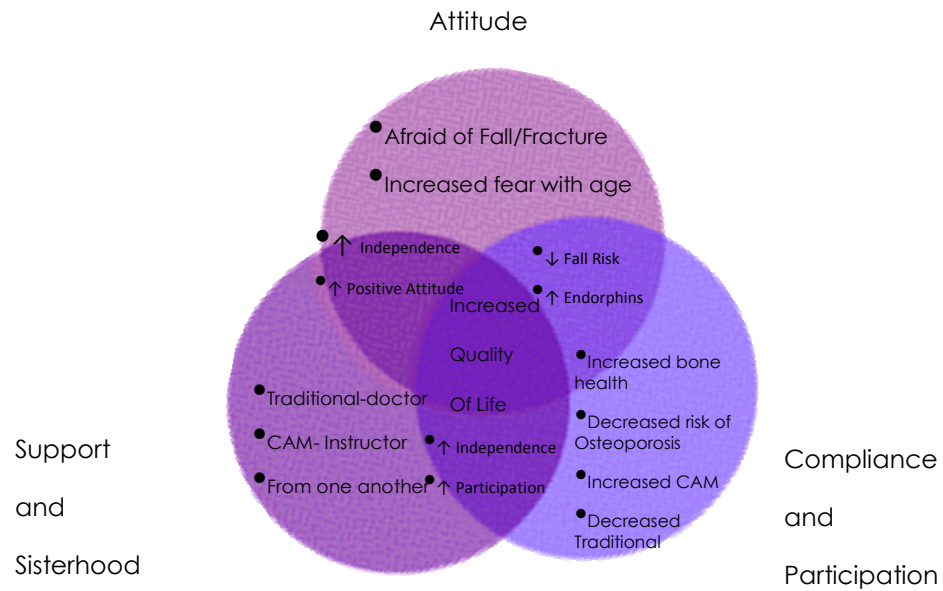 Attitude
• Afraid of Fall/Fracture
• Increased fear with age
• ↑ Independence
• ↑ Positive Attitude
• ↓ Fall Risk
• ↑ Endorphins
Increased
Quality
Of Life
• Traditional-doctor
• CAM- Instructor
• From one another
• ↑ Independence
• ↑ Participation
• Increased bone
health
• Decreased risk of
Osteoporosis
• Increased CAM
• Decreased
Traditional
Support
and
Sisterhood
Compliance
and
Participation